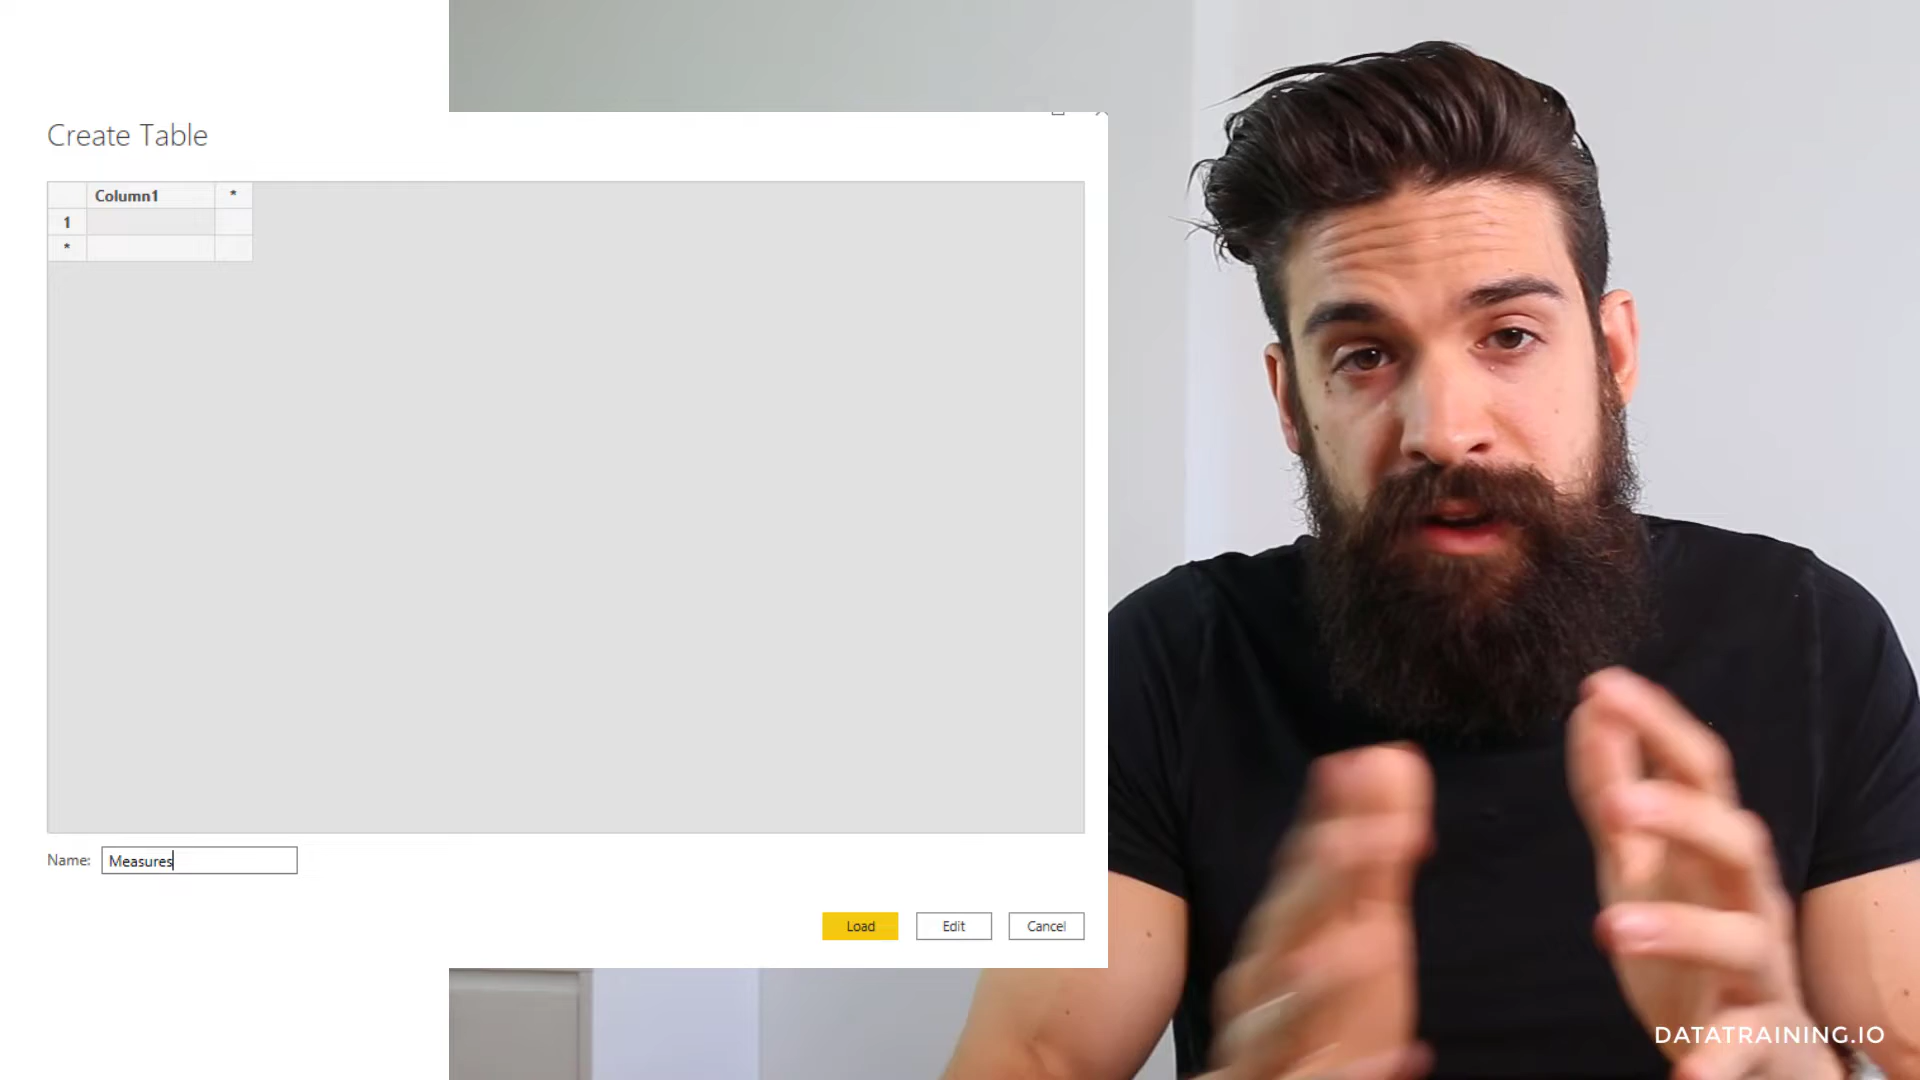 Create Table
Column1 *
1
*
Name: Measures
Load Edit Cancel
DATATRAINING.IO